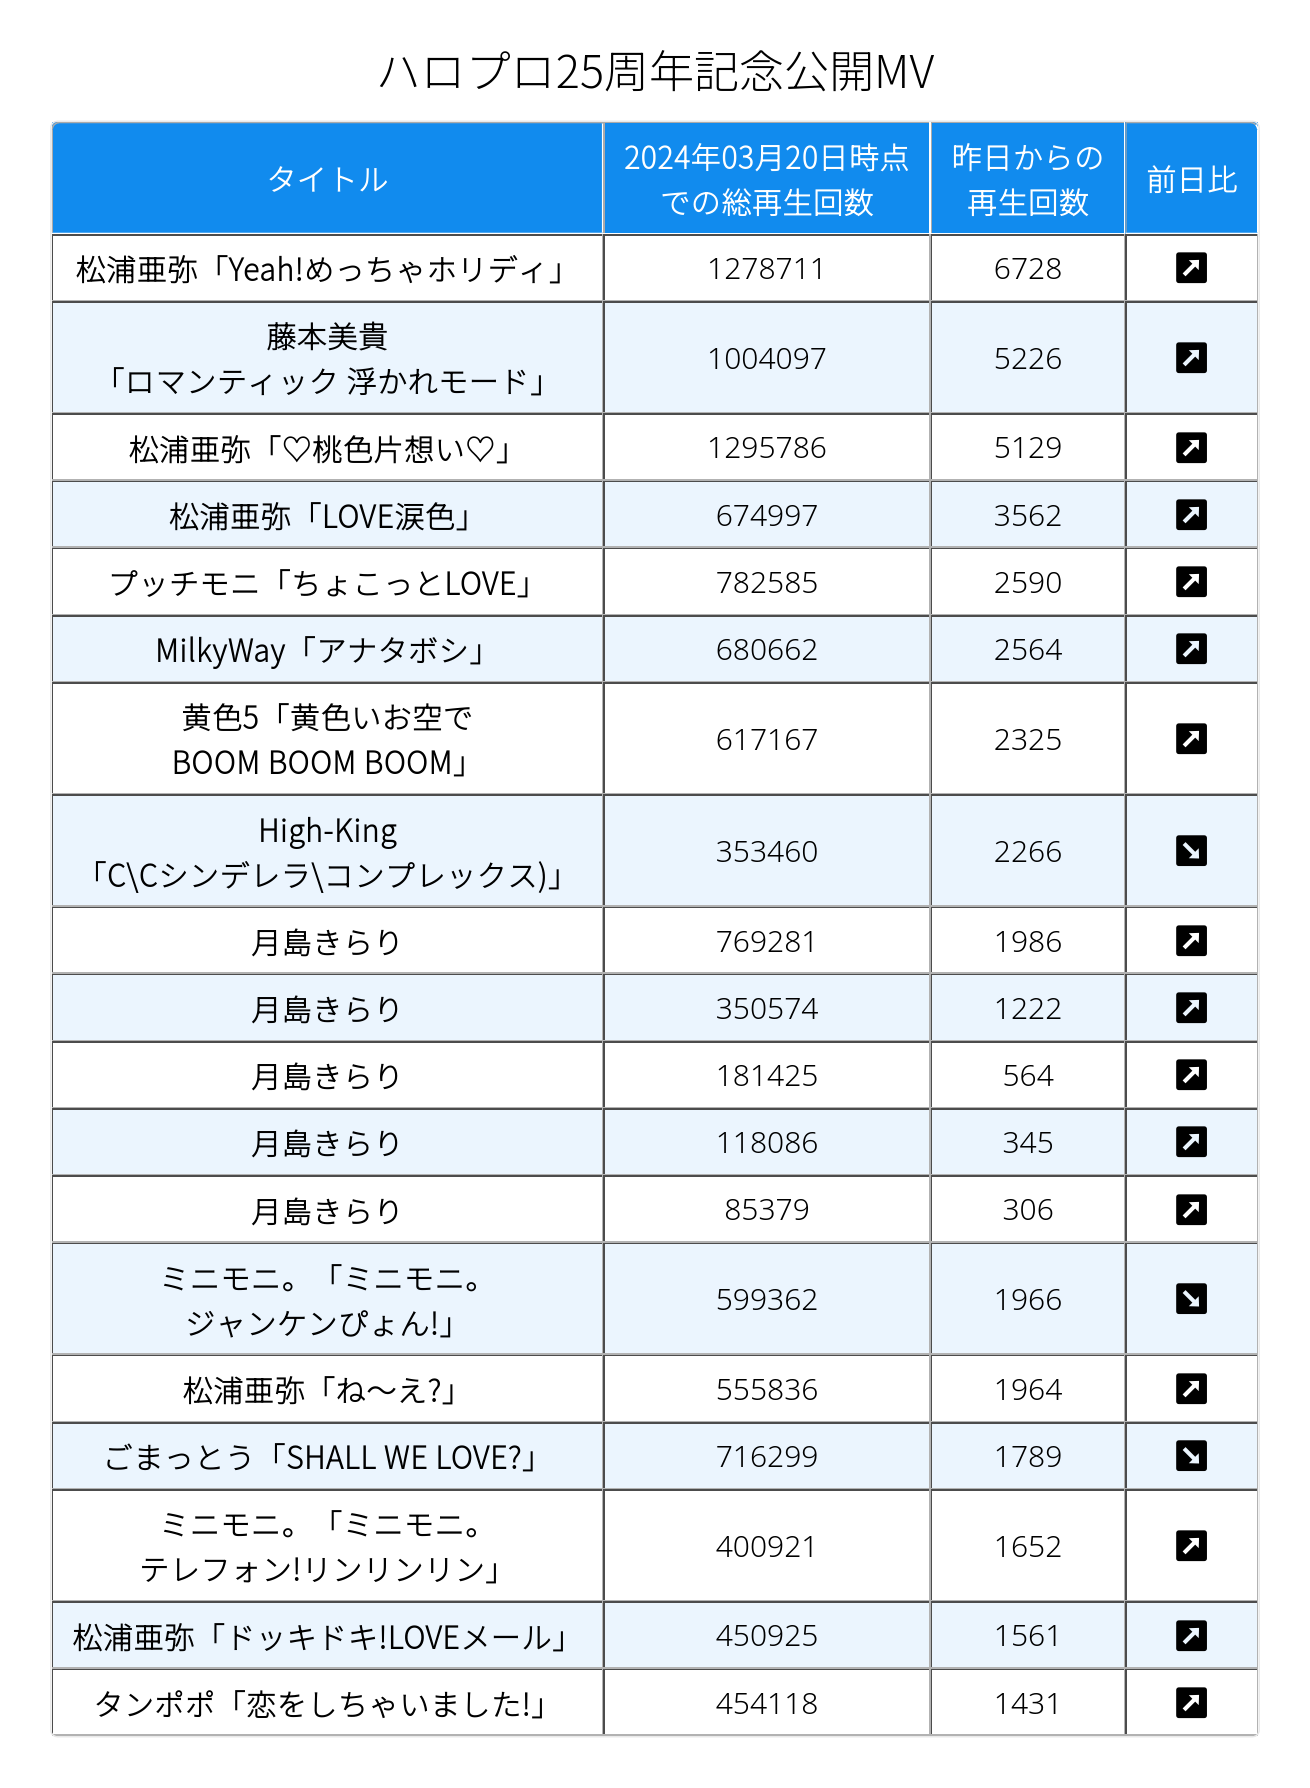 ハロプロ25周年記念公開MV
タイトル
2024年03月20日時点
での総再生回数
昨日からの
再生回数
前日比
松浦亜弥「Yeah!めっちゃホリディ」 1278711 6728
藤本美貴
「ロマンティック 浮かれモード」 1004097 5226
松浦亜弥「♡桃色片想い♡」 1295786 5129
松浦亜弥「LOVE涙色」 674997 3562
プッチモニ「ちょこっとLOVE」 782585 2590
MilkyWay「アナタボシ」 680662 2564
黄色5「黄色いお空で
BOOM BOOM BOOM」 617167 2325
High-King
「C\Cシンデレラ\コンプレックス)」 353460 2266
月島きらり 769281 1986
月島きらり 350574 1222
月島きらり 181425 564
月島きらり 118086 345
月島きらり 85379 306
ミニモニ。「ミニモニ。
ジャンケンぴょん!」 599362 1966
松浦亜弥「ね〜え?」 555836 1964
ごまっとう「SHALL WE LOVE?」 716299 1789
ミニモニ。「ミニモニ。
テレフォン!リンリンリン」 400921 1652
松浦亜弥「ドッキドキ!LOVEメール」 450925 1561
タンポポ「恋をしちゃいました!」 454118 1431